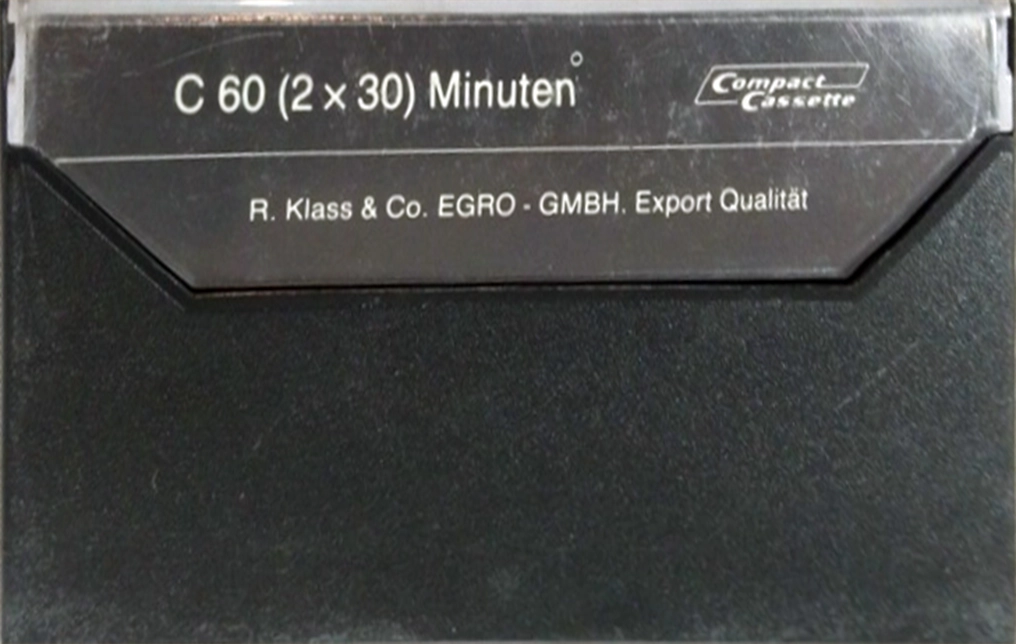 C 60 (2 x 30) Minuten°
Compact
Cassette
R. Klass & Co. EGRO - GMBH. Export Qualität